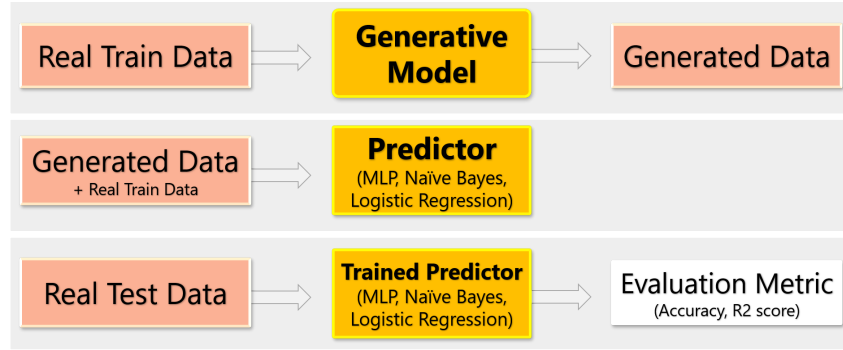 Real Train Data
Generative
Model
Generated Data
Generated Data
+ Real Train Data
Predictor
(MLP, Naïve Bayes,
Logistic Regression)
Real Test Data
Trained Predictor
(MLP, Naïve Bayes,
Logistic Regression)
Evaluation Metric
(Accuracy, R2 score)